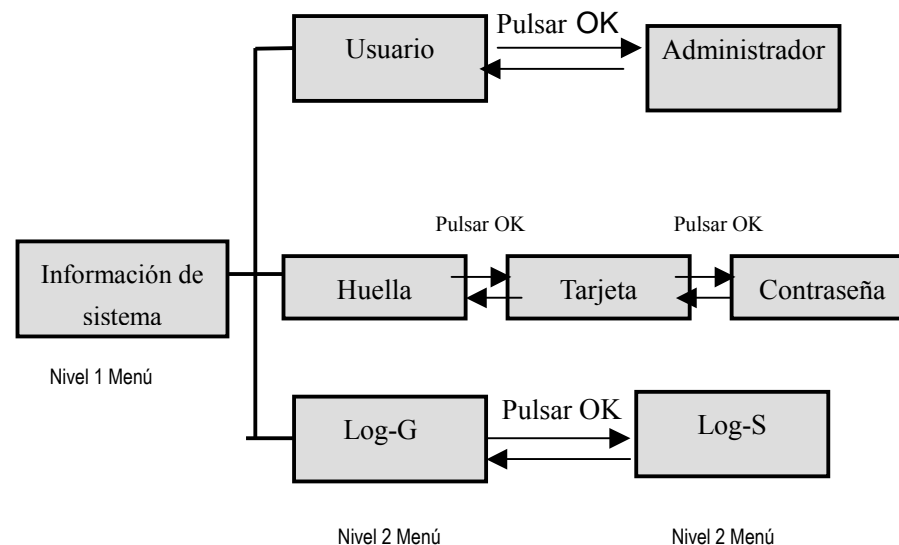 Pulsar OK
Usuario
Administrador
Pulsar OK
Pulsar OK
Información de
sistema
Huella
Tarjeta
Contraseña
Nivel 1 Menú
Pulsar OK
Log-G
Log-S
Nivel 2 Menú
Nivel 2 Menú